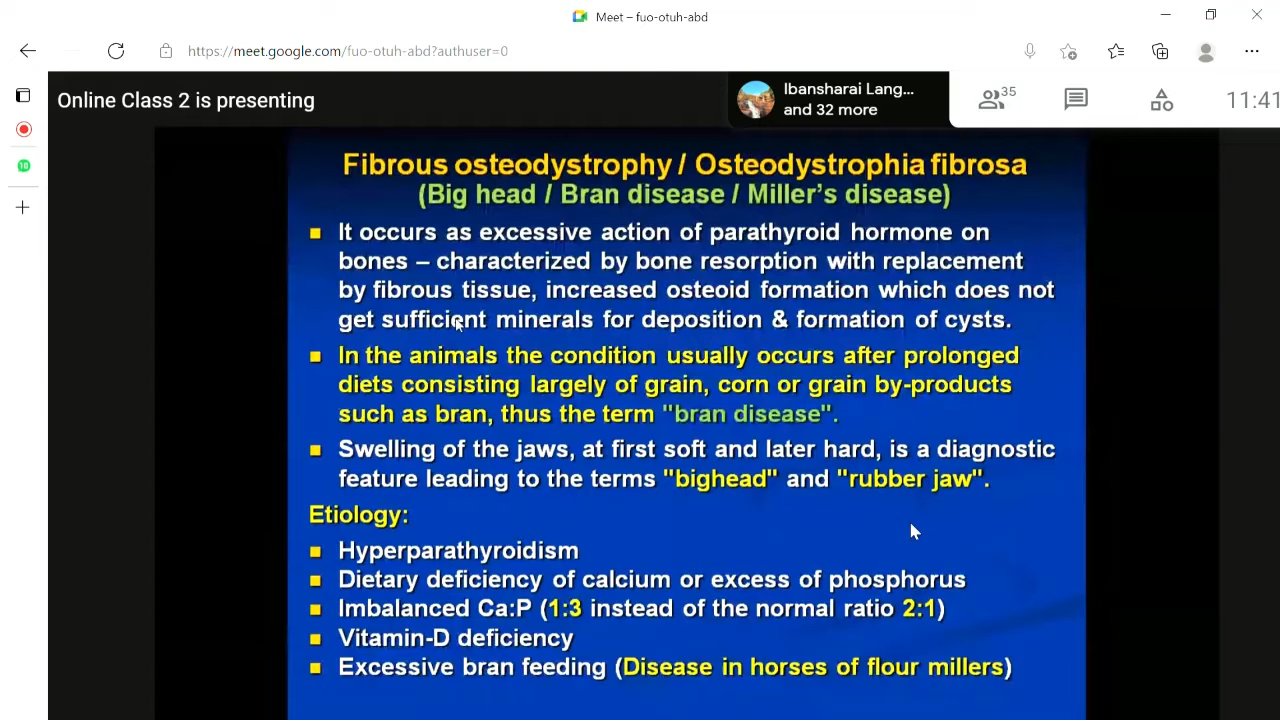 Meet – fuo-otuh-abd
https://meet.google.com/fuo-otuh-abd?authuser=0
Online Class 2 is presenting
Ibansharai Lang...
and 32 more
35
11:41
10
Fibrous osteodystrophy / Osteodystrophia fibrosa
(Big head / Bran disease / Miller's disease)
It occurs as excessive action of parathyroid hormone on
bones – characterized by bone resorption with replacement
by fibrous tissue, increased osteoid formation which does not
get sufficient minerals for deposition & formation of cysts.
In the animals the condition usually occurs after prolonged
diets consisting largely of grain, corn or grain by-products
such as bran, thus the term "bran disease".
Swelling of the jaws, at first soft and later hard, is a diagnostic
feature leading to the terms "bighead" and "rubber jaw".
Etiology:
Hyperparathyroidism
Dietary deficiency of calcium or excess of phosphorus
Imbalanced Ca:P (1:3 instead of the normal ratio 2:1)
Vitamin-D deficiency
Excessive bran feeding (Disease in horses of flour millers)